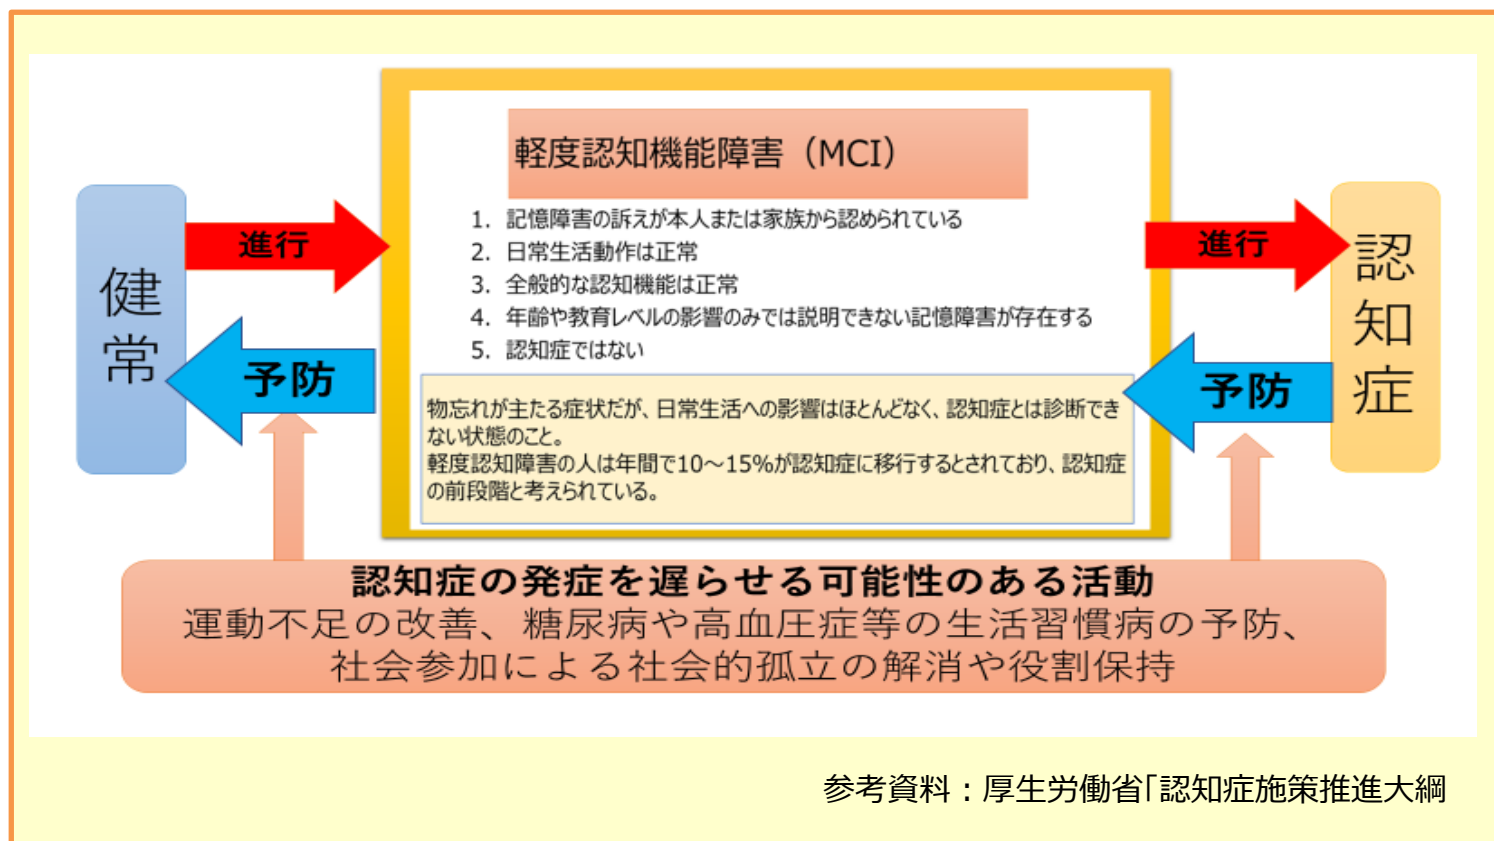 軽度認知機能障害（MCI）
1. 記憶障害の訴えが本人または家族から認められている
2. 日常生活動作は正常
3. 全般的な認知機能は正常
4. 年齢や教育レベルの影響のみでは説明できない記憶障害が存在する
5. 認知症ではない
物忘れが主たる症状だが、日常生活への影響はほとんどなく、認知症とは診断でき
ない状態のこと。
軽度認知障害の人は年間で10～15%が認知症に移行するとされており、認知症
の前段階と考えられている。
健常
進行
予防
進行
予防
認知症
認知症の発症を遅らせる可能性のある活動
運動不足の改善、糖尿病や高血圧症等の生活習慣病の予防、
社会参加による社会的孤立の解消や役割保持
参考資料：厚生労働省「認知症施策推進大綱